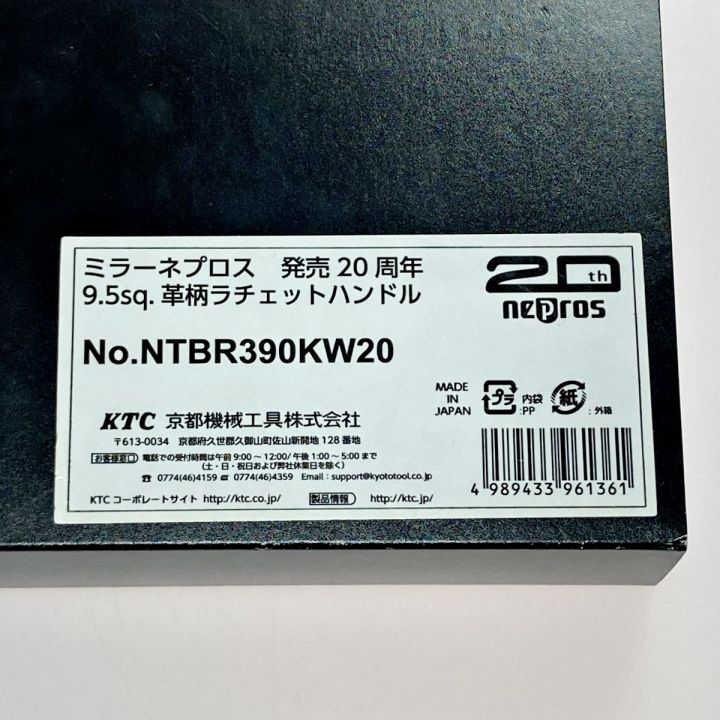 ミラーネプロス 発売 20 周年
9.5sq. 革柄ラチェットハンドル
20th
nepros
No.NTBR390KW20
KTC 京都機械工具株式会社
〒613-0034 京都府久世郡久御山町佐山新開地 128 番地
お客様窓口 電話での受付時間は午前 9:00 〜 12:00/ 午後 1:00 〜 5:00 まで
(土・日・祝日および弊社休業日を除く)
☎ 0774(46)4159 0774(46)4359 Email : support@kyototool.co.jp
KTC コーポレートサイト http://ktc.co.jp/ 製品情報 http://ktc.jp/
MADE
IN
JAPAN
プラ 内袋
:PP
紙 :外箱
4 989433 961361